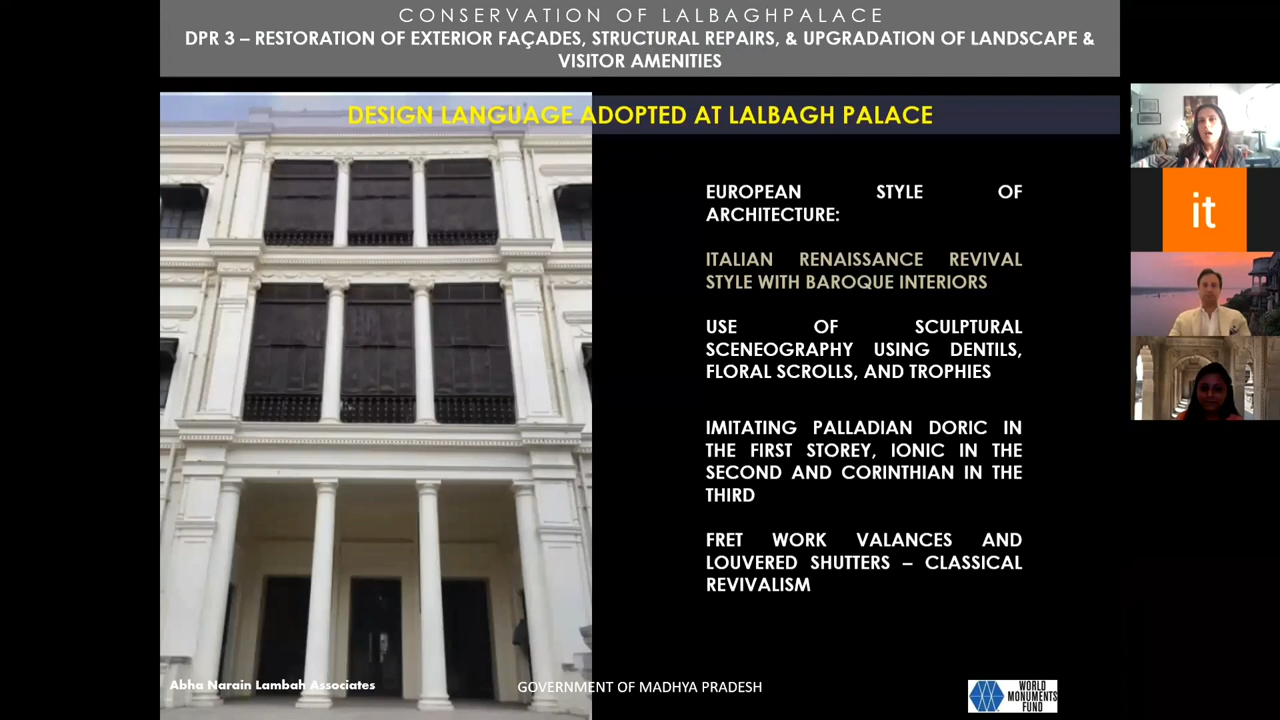 CONSERVATION OF LALBAGHPALACE
DPR 3 – RESTORATION OF EXTERIOR FAÇADES, STRUCTURAL REPAIRS, & UPGRADATION OF LANDSCAPE &
VISITOR AMENITIES
DESIGN LANGUAGE ADOPTED AT LALBAGH PALACE
EUROPEAN STYLE OF
ARCHITECTURE:
ITALIAN RENAISSANCE REVIVAL
STYLE WITH BAROQUE INTERIORS
USE OF SCULPTURAL
SCENEOGRAPHY USING DENTILS,
FLORAL SCROLLS, AND TROPHIES
IMITATING PALLADIAN DORIC IN
THE FIRST STOREY, IONIC IN THE
SECOND AND CORINTHIAN IN THE
THIRD
FRET WORK VALANCES AND
LOUVERED SHUTTERS – CLASSICAL
REVIVALISM
Abha Narain Lambah Associates
GOVERNMENT OF MADHYA PRADESH
WORLD
MONUMENTS
FUND
it